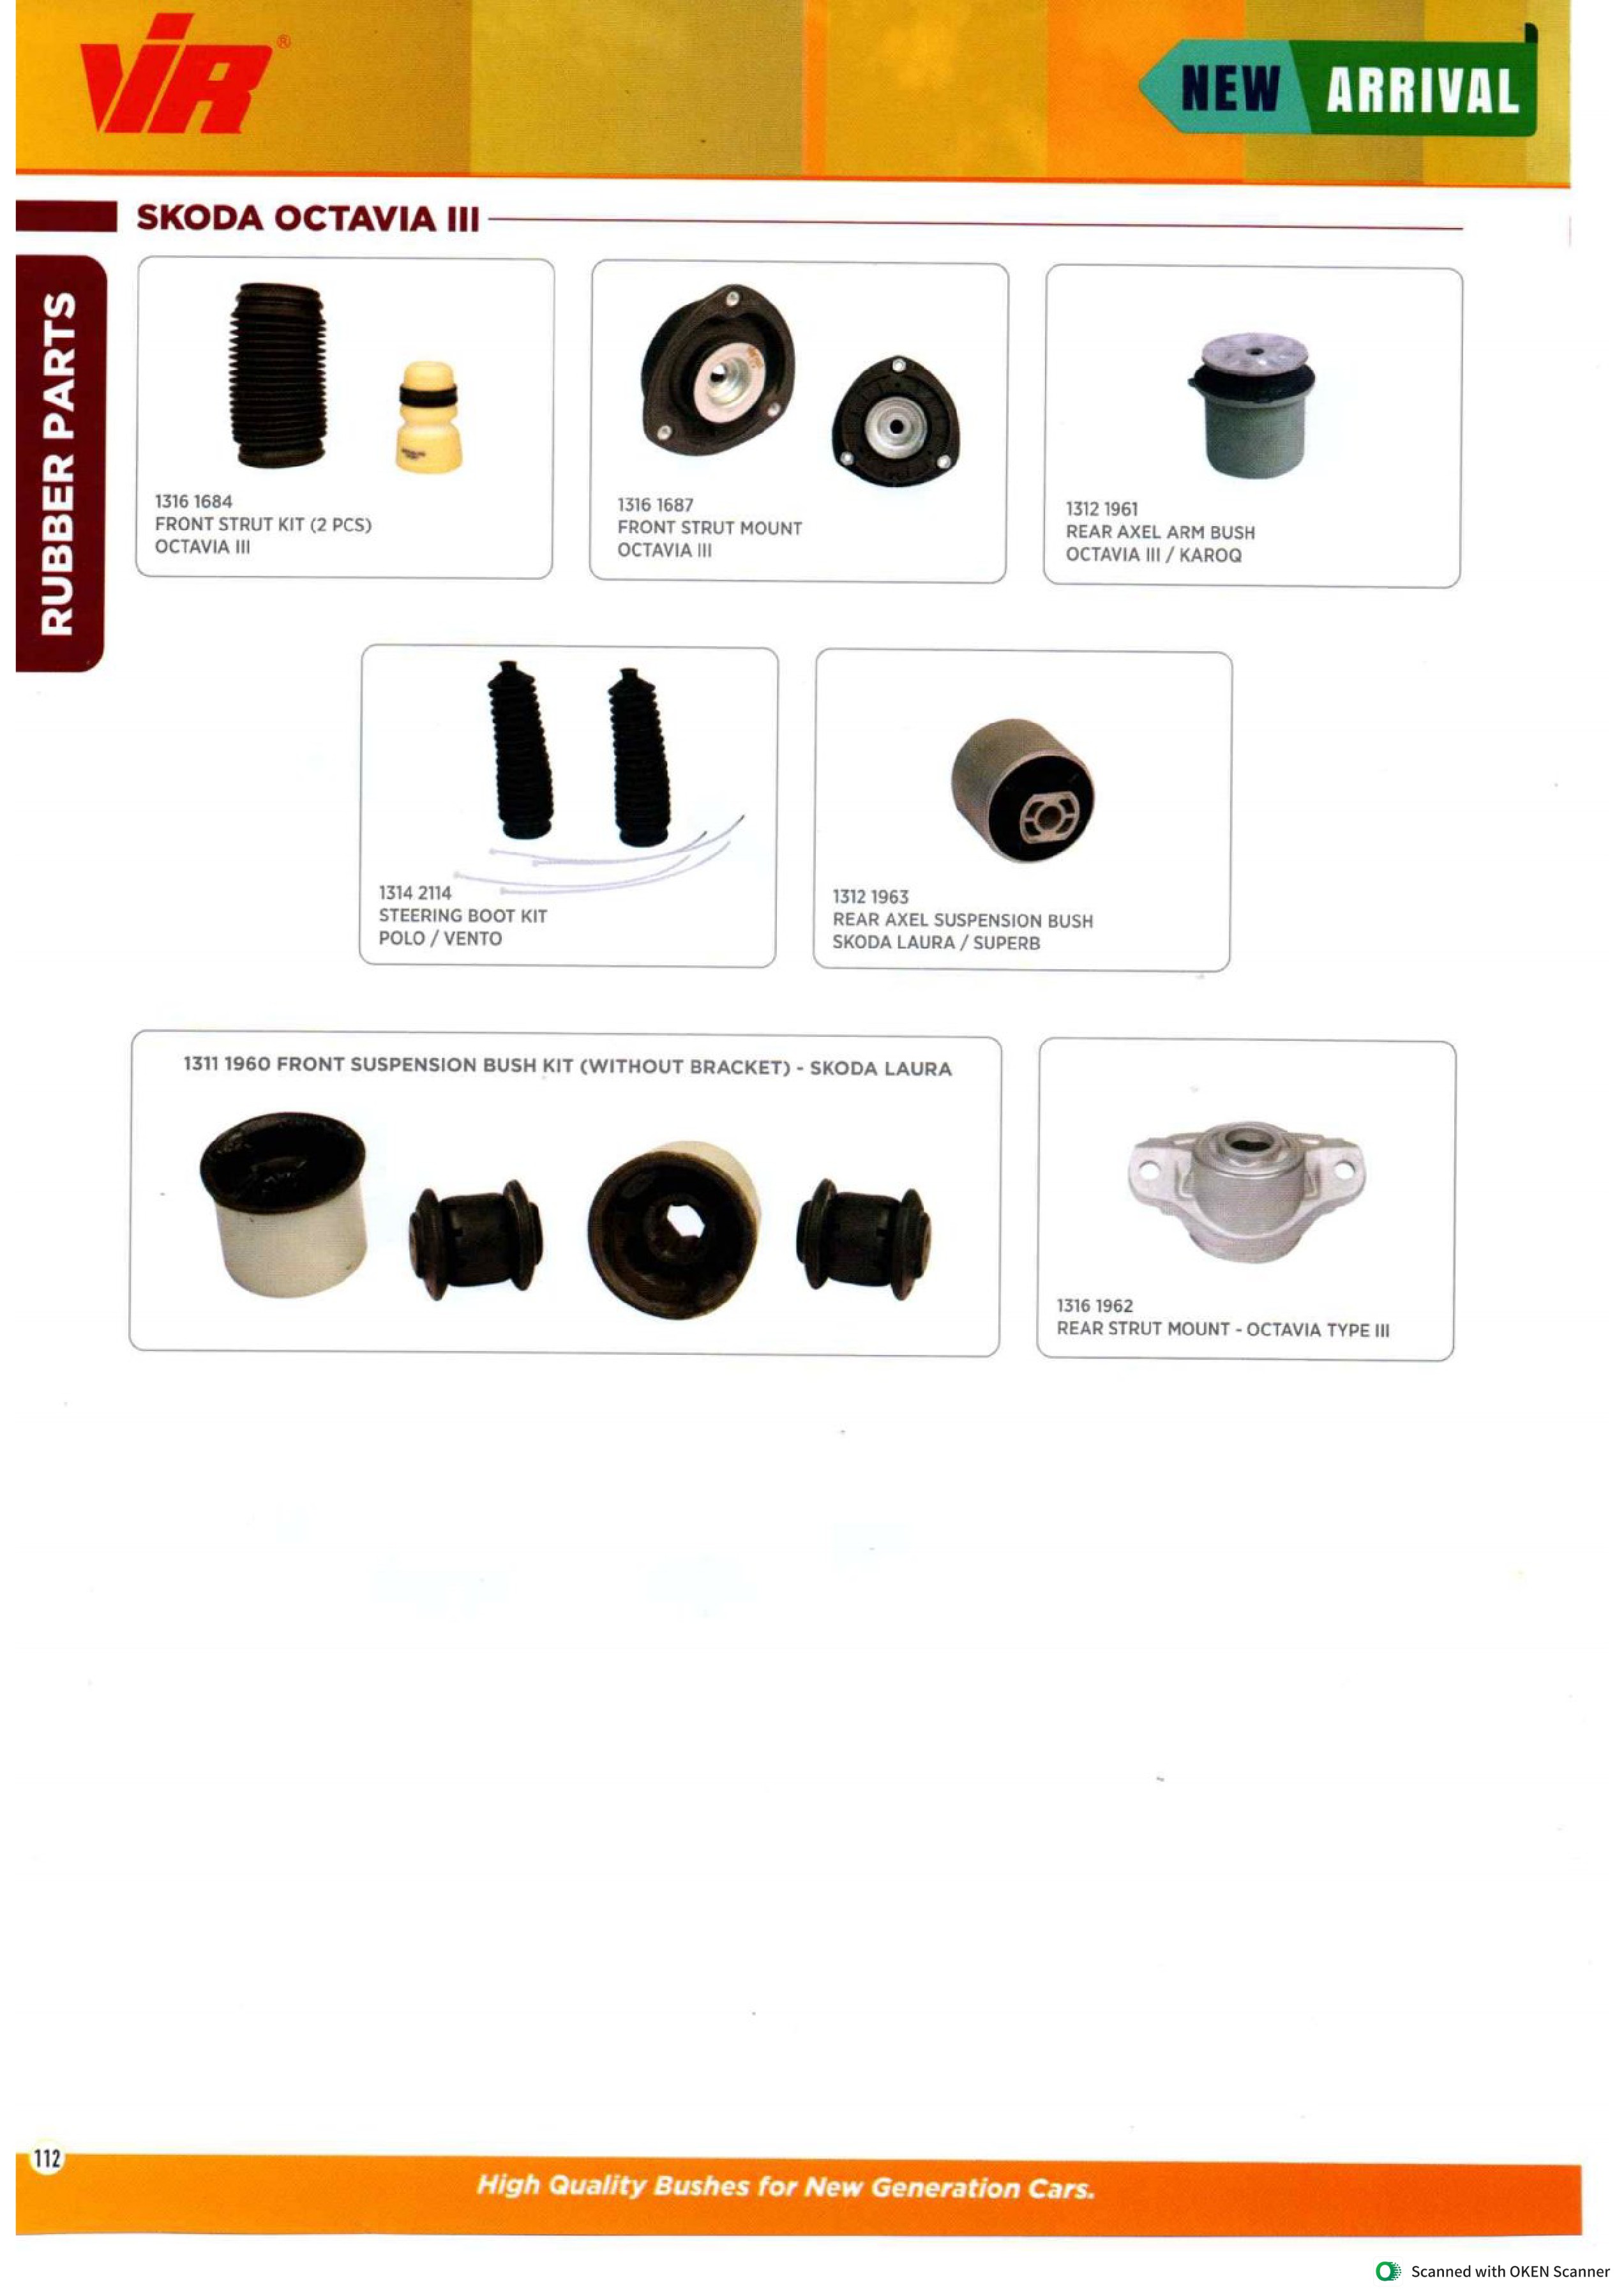 ViR®
NEW ARRIVAL
SKODA OCTAVIA III
RUBBER PARTS
1316 1684
FRONT STRUT KIT (2 PCS)
OCTAVIA III
1316 1687
FRONT STRUT MOUNT
OCTAVIA III
1312 1961
REAR AXEL ARM BUSH
OCTAVIA III / KAROQ
1314 2114
STEERING BOOT KIT
POLO / VENTO
1312 1963
REAR AXEL SUSPENSION BUSH
SKODA LAURA / SUPERB
1311 1960 FRONT SUSPENSION BUSH KIT (WITHOUT BRACKET) - SKODA LAURA
1316 1962
REAR STRUT MOUNT - OCTAVIA TYPE III
112
High Quality Bushes for New Generation Cars.
Scanned with OKEN Scanner